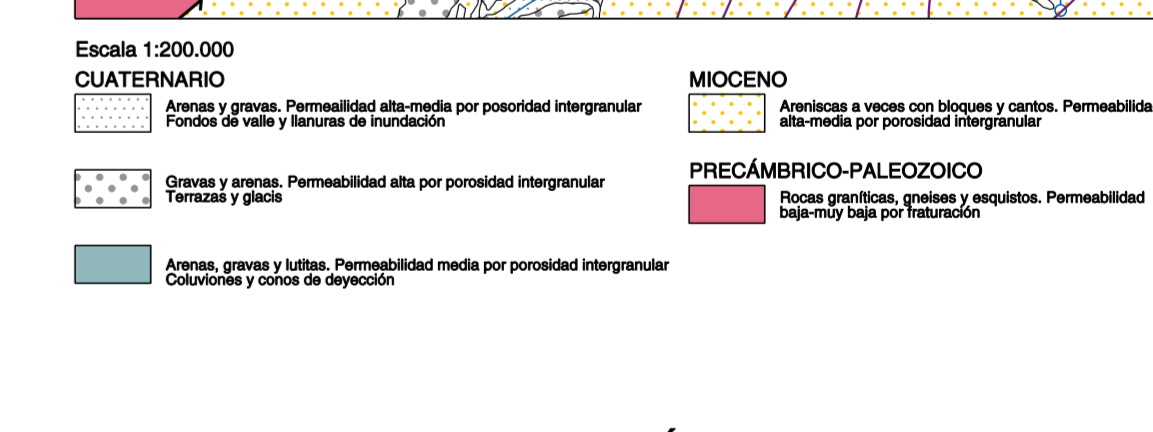 Escala 1:200.000
CUATERNARIO
Arenas y gravas. Permeailidad alta-media por posoridad intergranular
Fondos de valle y llanuras de inundación
Gravas y arenas. Permeabilidad alta por porosidad intergranular
Terrazas y glacis
Arenas, gravas y lutitas. Permeabilidad media por porosidad intergranular
Coluviones y conos de deyección
MIOCENO
Areniscas a veces con bloques y cantos. Permeabilida
alta-media por porosidad intergranular
PRECÁMBRICO-PALEOZOICO
Rocas graníticas, gneises y esquistos. Permeabilidad
baja-muy baja por fraturación